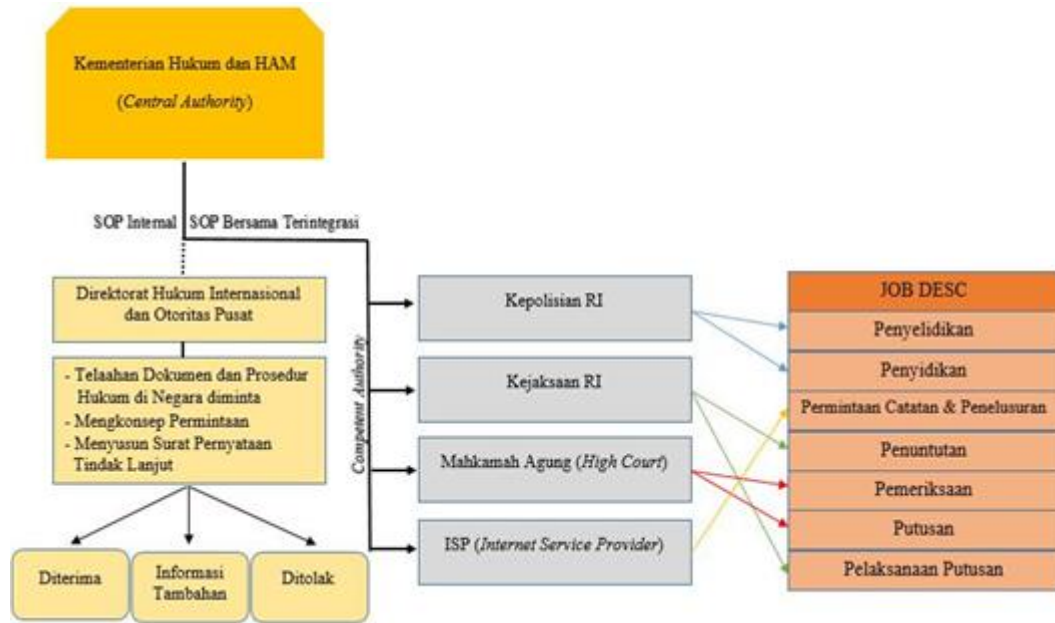 Kementerian Hukum dan HAM
(Central Authority)
SOP Internal
SOP Bersama Terintegrasi
Direktorat Hukum Internasional
dan Otoritas Pusat
- Telaahan Dokumen dan Prosedur
Hukum di Negara diminta
- Mengkonsep Permintaan
- Menyusun Surat Pernyataan
Tindak Lanjut
Diterima
Informasi
Tambahan
Ditolak
Competent Authority
Kepolisian RI
Kejaksaan RI
Mahkamah Agung (High Court)
ISP (Internet Service Provider)
JOB DESC
Penyelidikan
Penyidikan
Permintaan Catatan & Penelusuran
Penuntutan
Pemeriksaan
Putusan
Pelaksanaan Putusan